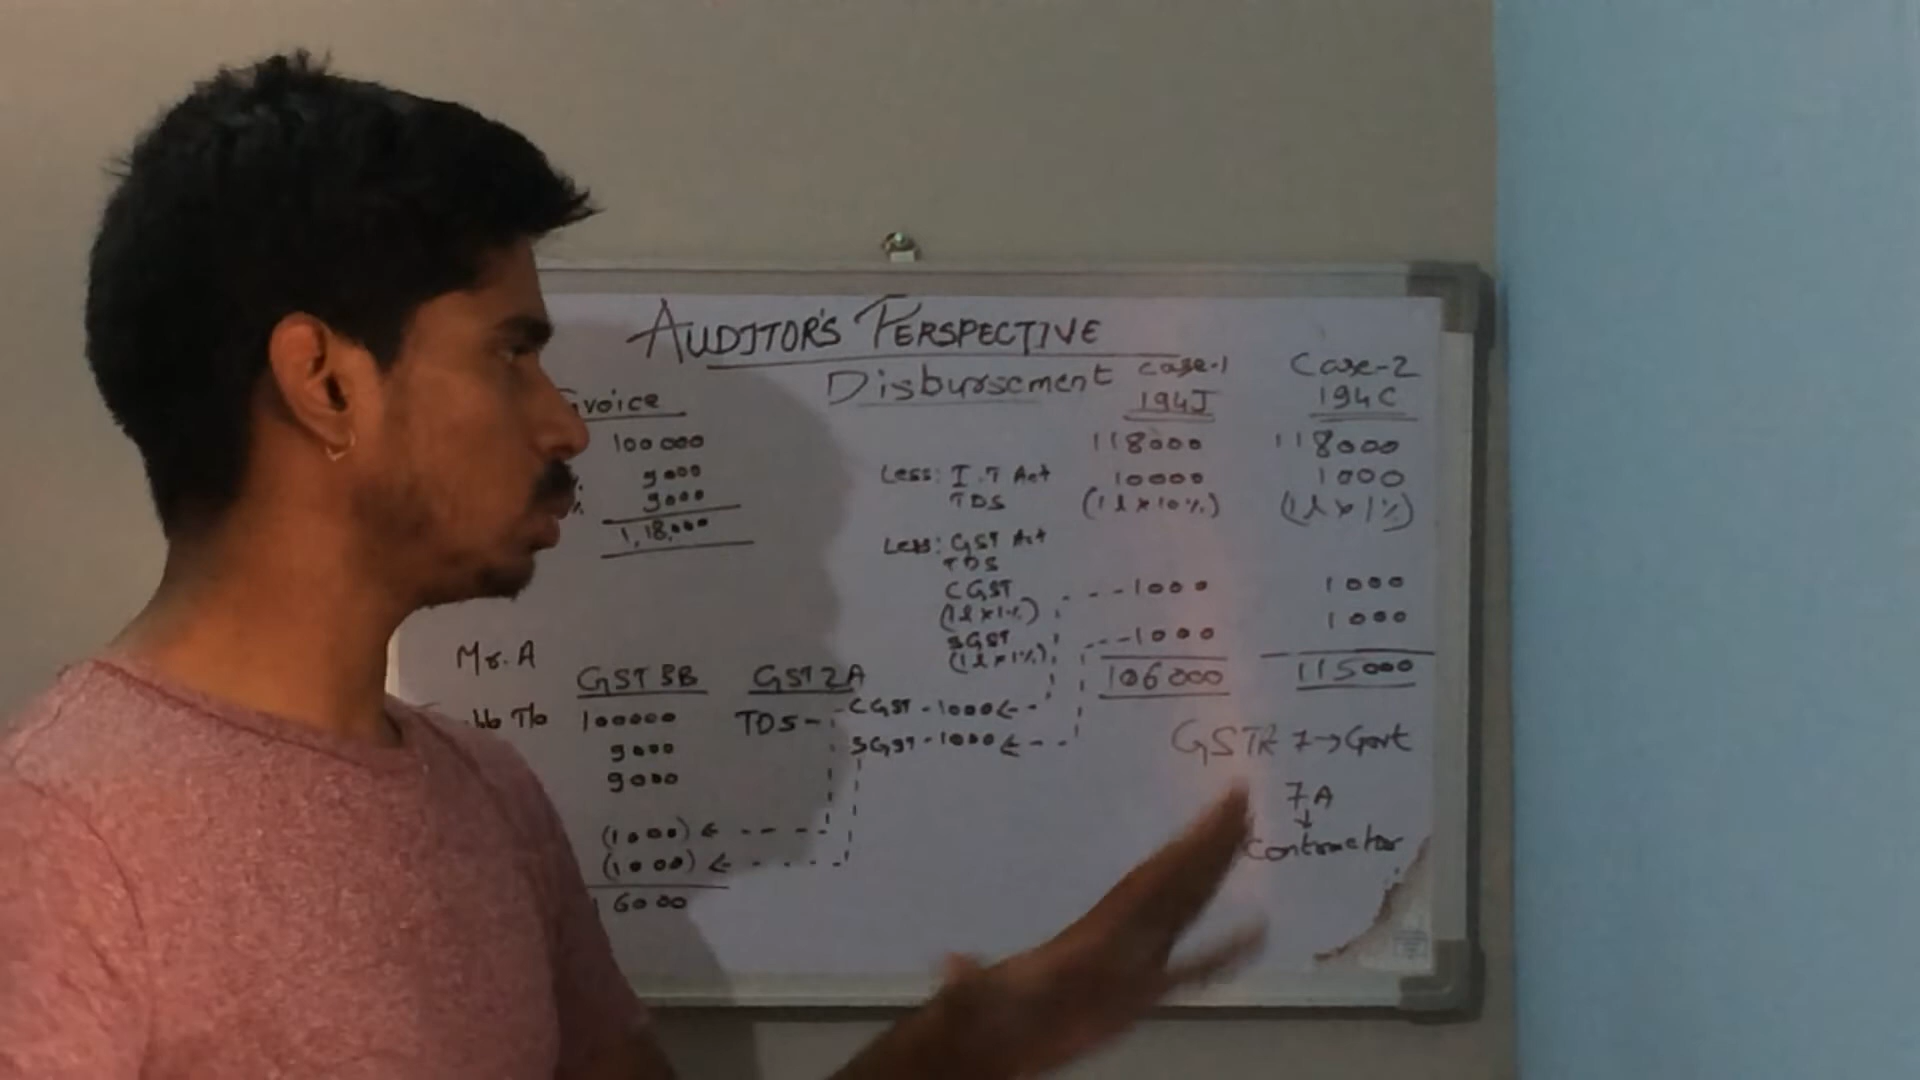 AUDITOR'S PERSPECTIVE
Disbursement
voice
100 000
9000
%
9000
1,18,000
Case-1
194J
118000
Less: I.T Act
TDS
10000
(1l x 10%)
Less: GST Act
TDS
CGST
(1l x 1%)
1000
SGST
(1l x 1%)
1000
106000
Case-2
194C
118000
1000
(1l x 1%)
1000
1000
115000
Mr. A
GST 3B
T/o 100000
9000
9000
(1000)
(1000)
16000
GST 2A
TDS - CGST - 1000
SGST - 1000
GSTR 7 → Govt
7A
↓
Contractor